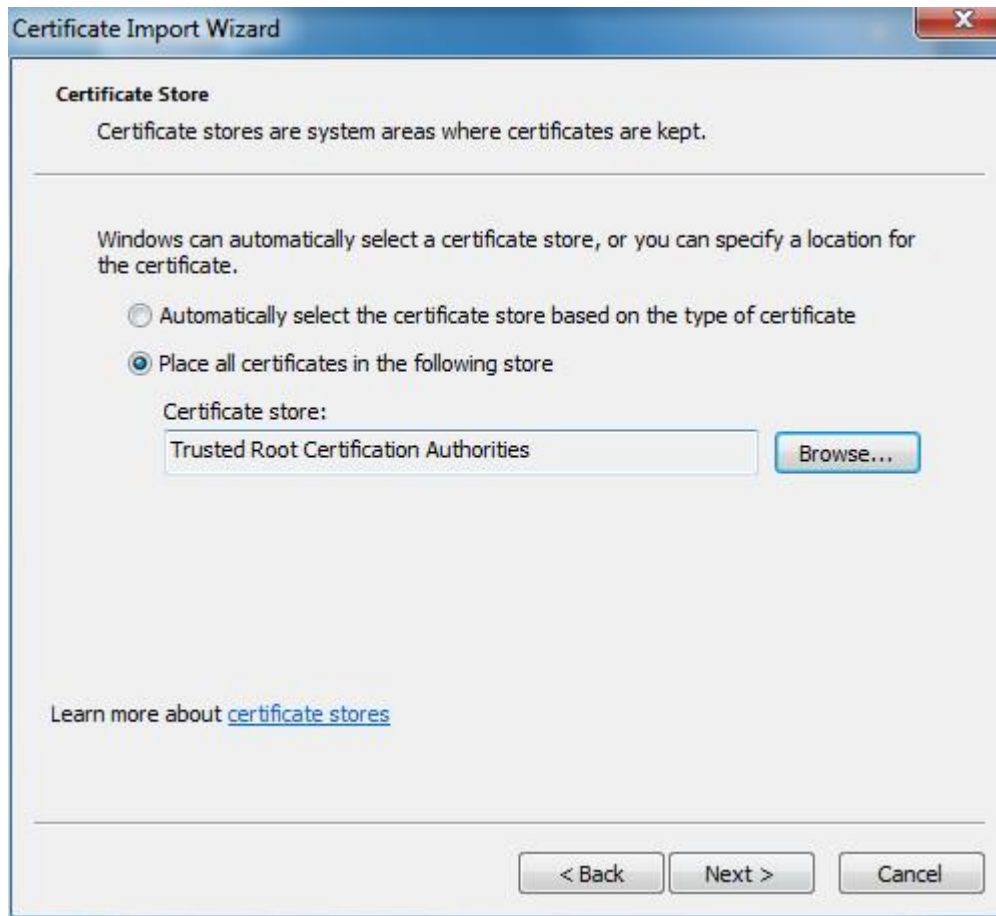 Certificate Import Wizard
Certificate Store
Certificate stores are system areas where certificates are kept.
Windows can automatically select a certificate store, or you can specify a location for
the certificate.
Automatically select the certificate store based on the type of certificate
Place all certificates in the following store
Certificate store:
Trusted Root Certification Authorities
Browse...
Learn more about certificate stores
< Back
Next >
Cancel